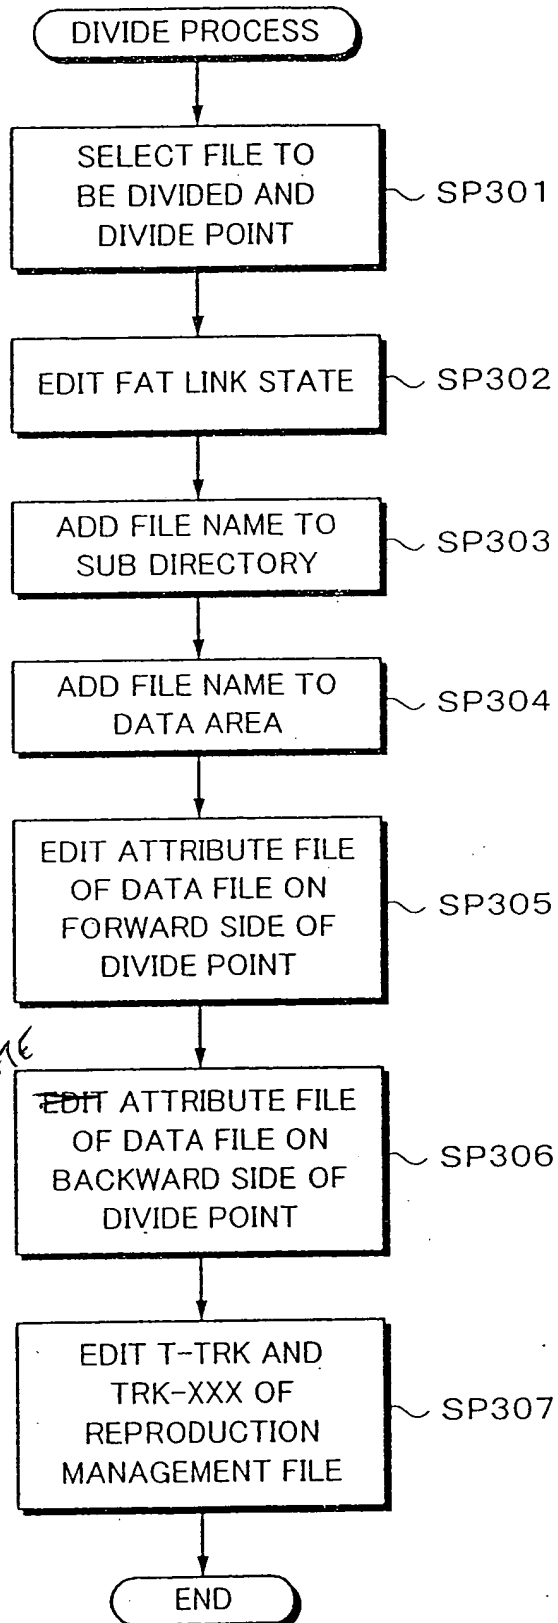 DIVIDE PROCESS
SELECT FILE TO
BE DIVIDED AND
DIVIDE POINT
SP301
EDIT FAT LINK STATE
SP302
ADD FILE NAME TO
SUB DIRECTORY
SP303
ADD FILE NAME TO
DATA AREA
SP304
EDIT ATTRIBUTE FILE
OF DATA FILE ON
FORWARD SIDE OF
DIVIDE POINT
SP305
EDIT ATTRIBUTE FILE
OF DATA FILE ON
BACKWARD SIDE OF
DIVIDE POINT
SP306
EDIT T-TRK AND
TRK-XXX OF
REPRODUCTION
MANAGEMENT FILE
SP307
END